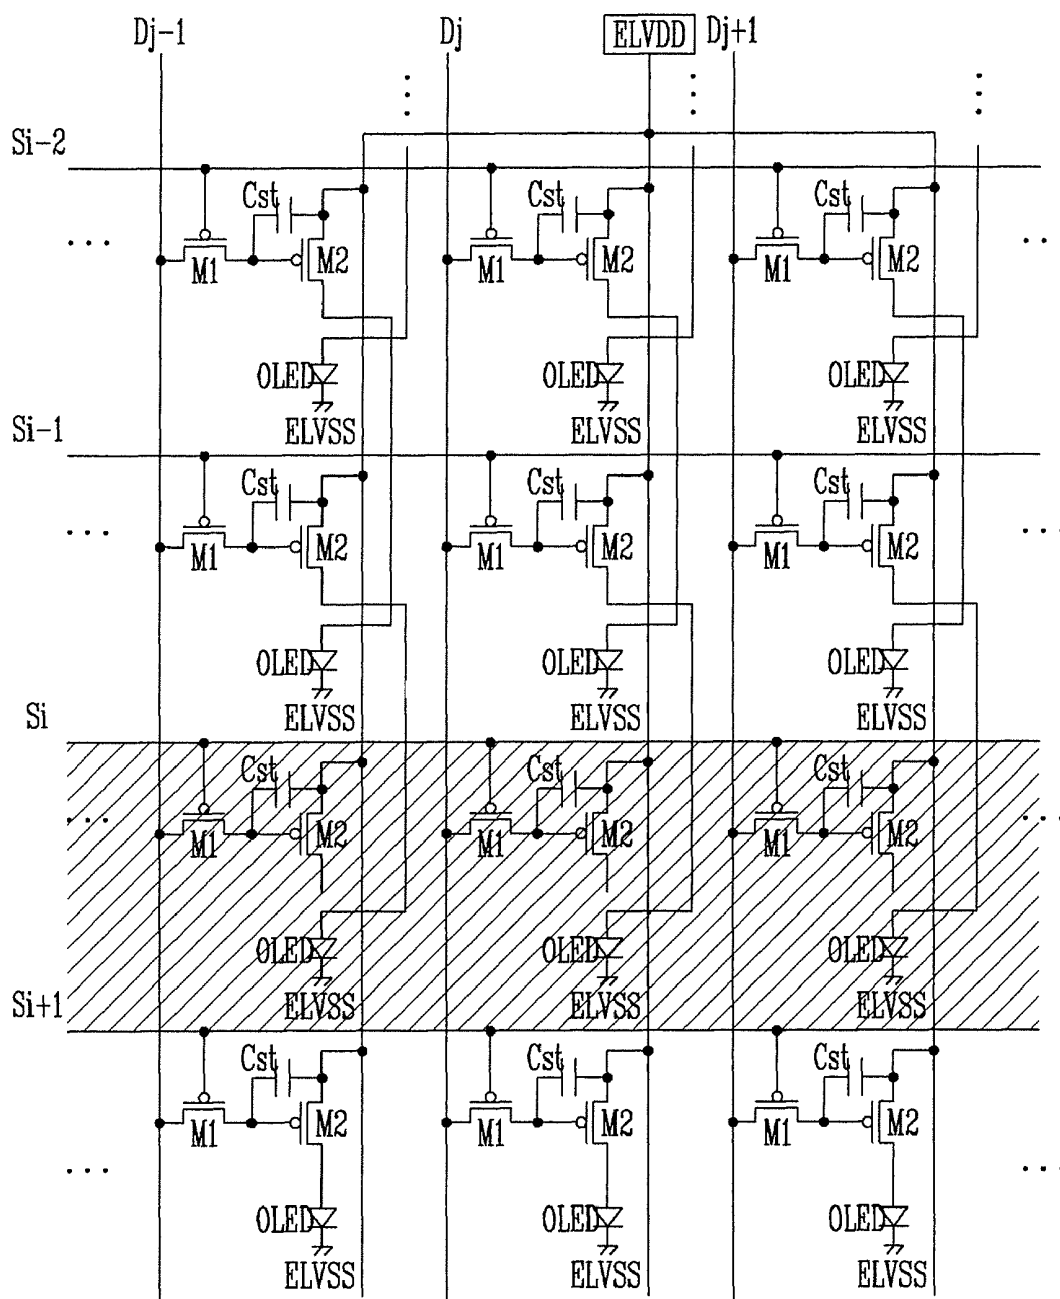 Dj-1 Dj ELVDD Dj+1
Si-2
Cst Cst Cst
M1 M2 M1 M2 M1 M2
OLED OLED OLED
ELVSS ELVSS ELVSS
Si-1
Cst Cst Cst
M1 M2 M1 M2 M1 M2
OLED OLED OLED
ELVSS ELVSS ELVSS
Si
Cst Cst Cst
M1 M2 M1 M2 M1 M2
OLED OLED OLED
ELVSS ELVSS ELVSS
Si+1
Cst Cst Cst
M1 M2 M1 M2 M1 M2
OLED OLED OLED
ELVSS ELVSS ELVSS